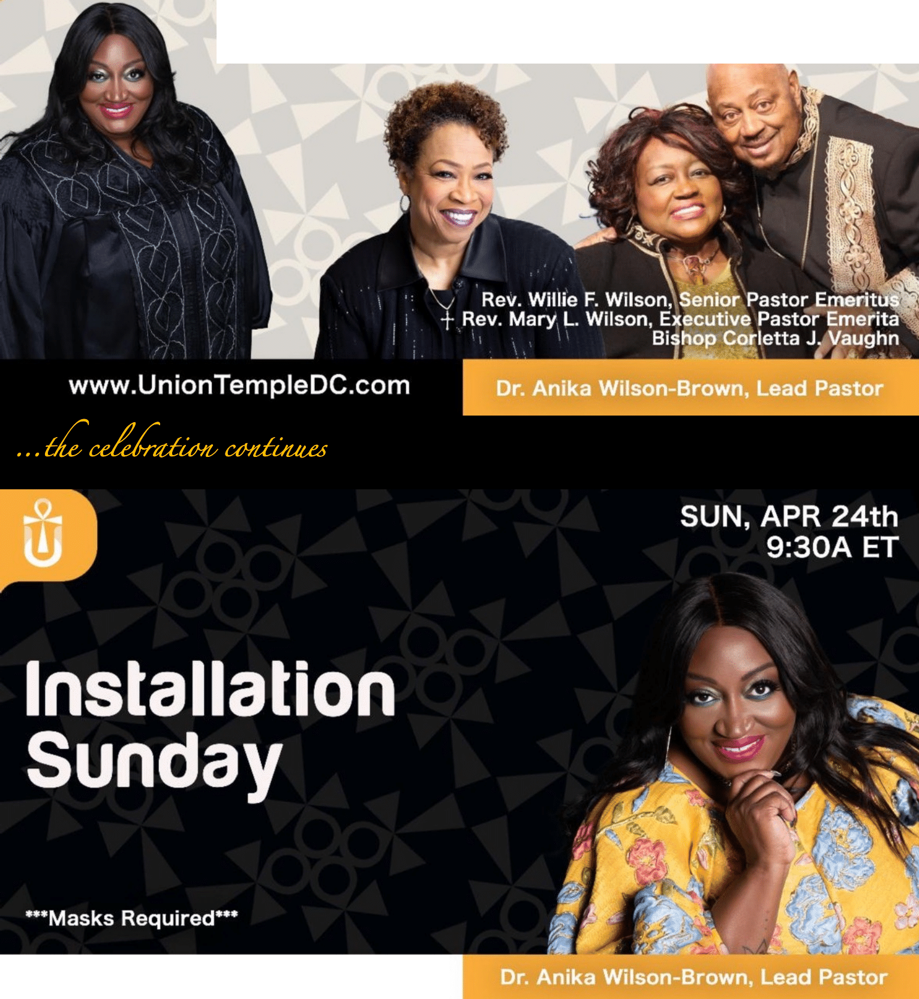 Rev. Willie F. Wilson, Senior Pastor Emeritus
Rev. Mary L. Wilson, Executive Pastor Emerita
Bishop Corletta J. Vaughn
www.UnionTempleDC.com
Dr. Anika Wilson-Brown, Lead Pastor
...the celebration continues
SUN, APR 24th
9:30A ET
Installation
Sunday
***Masks Required***
Dr. Anika Wilson-Brown, Lead Pastor